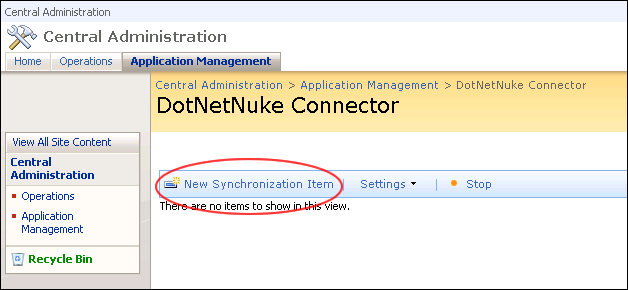 Central Administration
Central Administration
Home Operations Application Management
Central Administration > Application Management > DotNetNuke Connector
DotNetNuke Connector
View All Site Content
Central
Administration
Operations
Application
Management
Recycle Bin
New Synchronization Item | Settings | Stop
There are no items to show in this view.